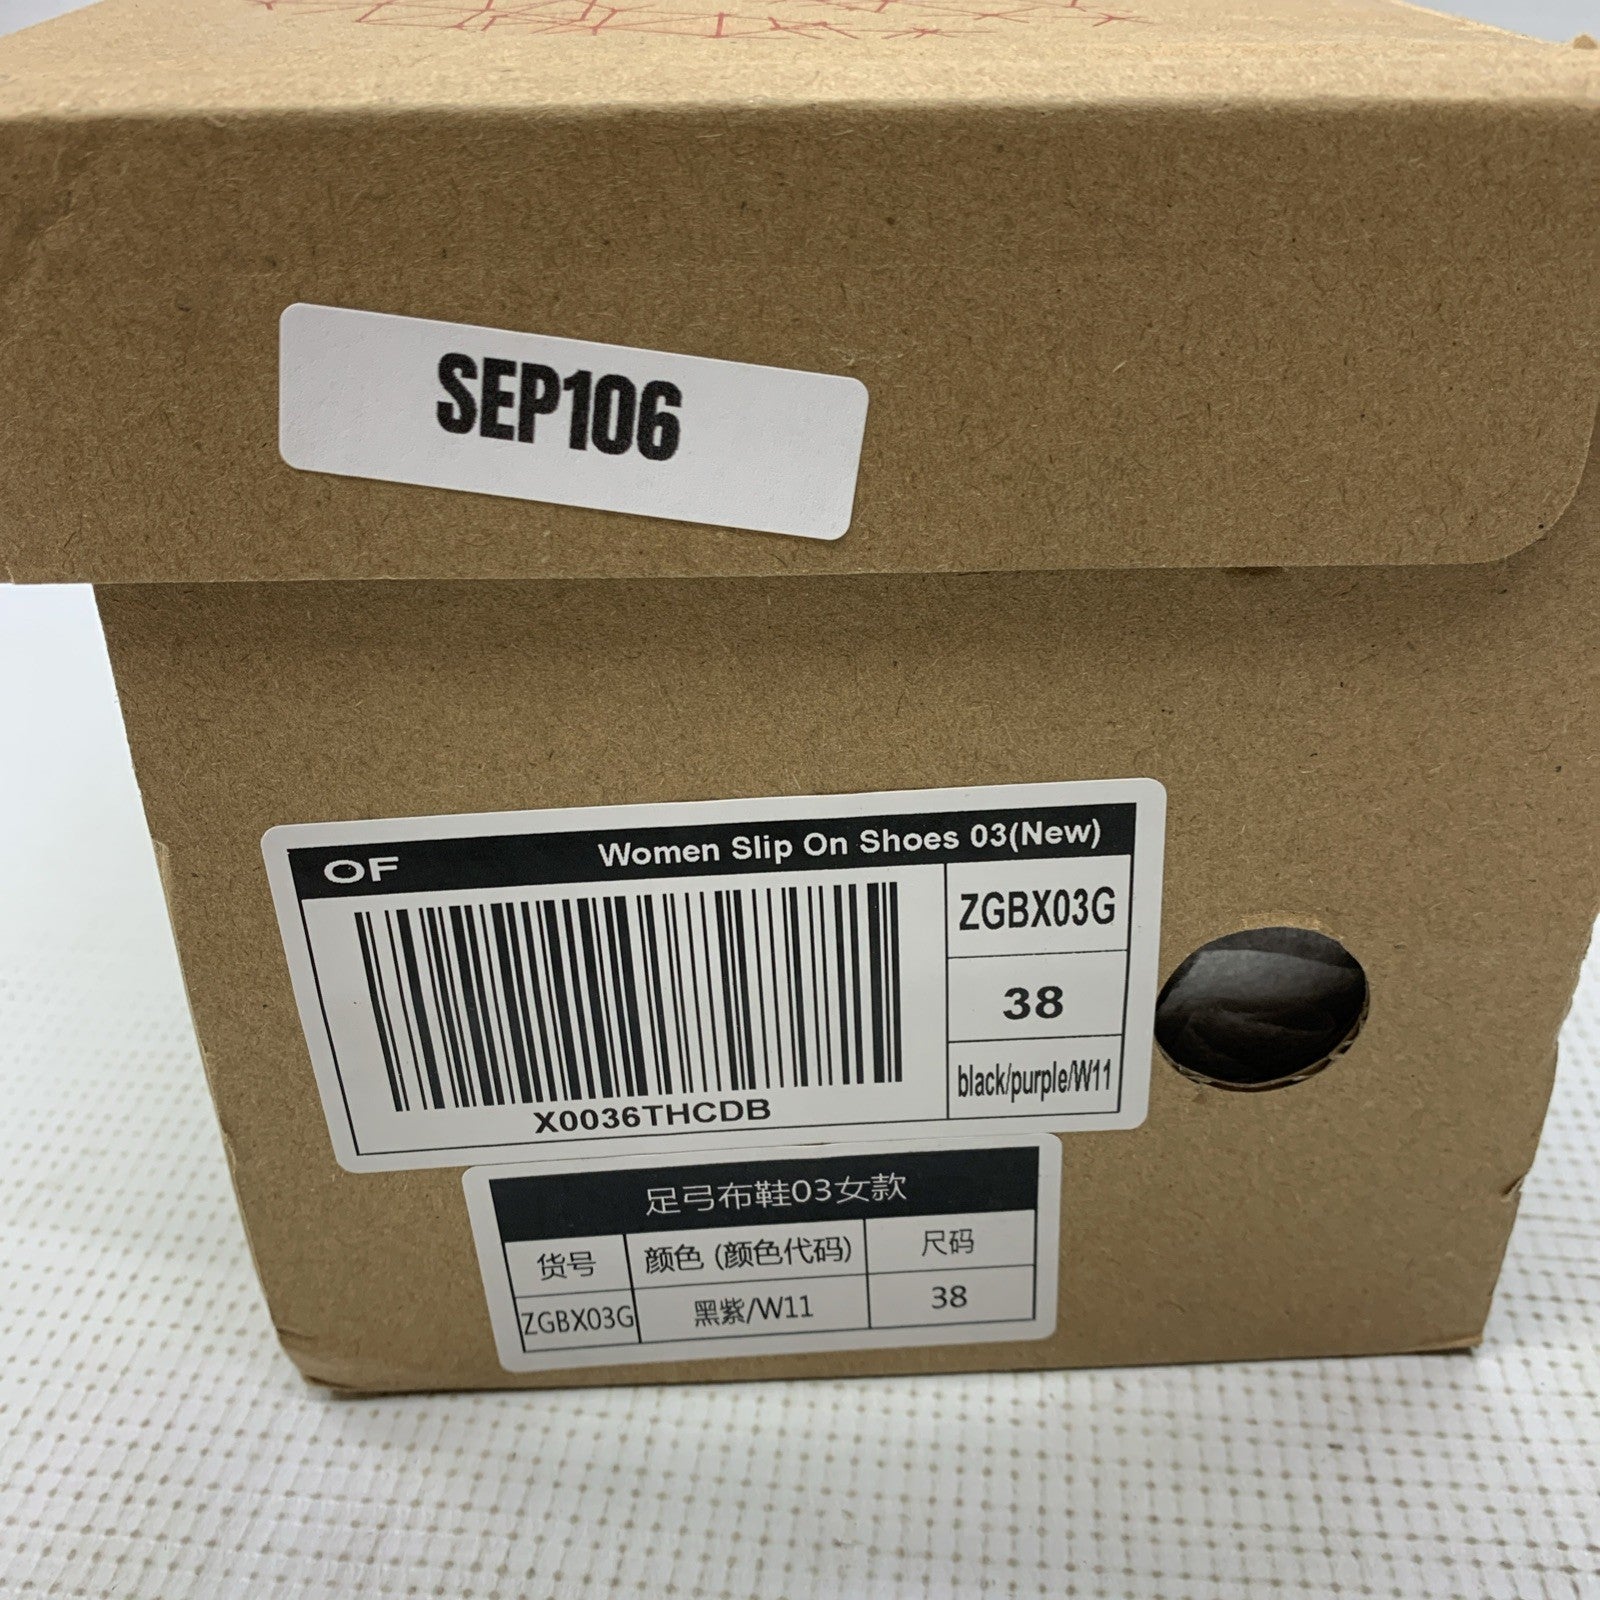 SEP106
OF
Women Slip On Shoes 03(New)
ZGBX03G
38
black/purple/W11
X0036THCDB
足弓布鞋03女款
货号 颜色 (颜色代码) 尺码
ZGBX03G 黑紫/W11 38